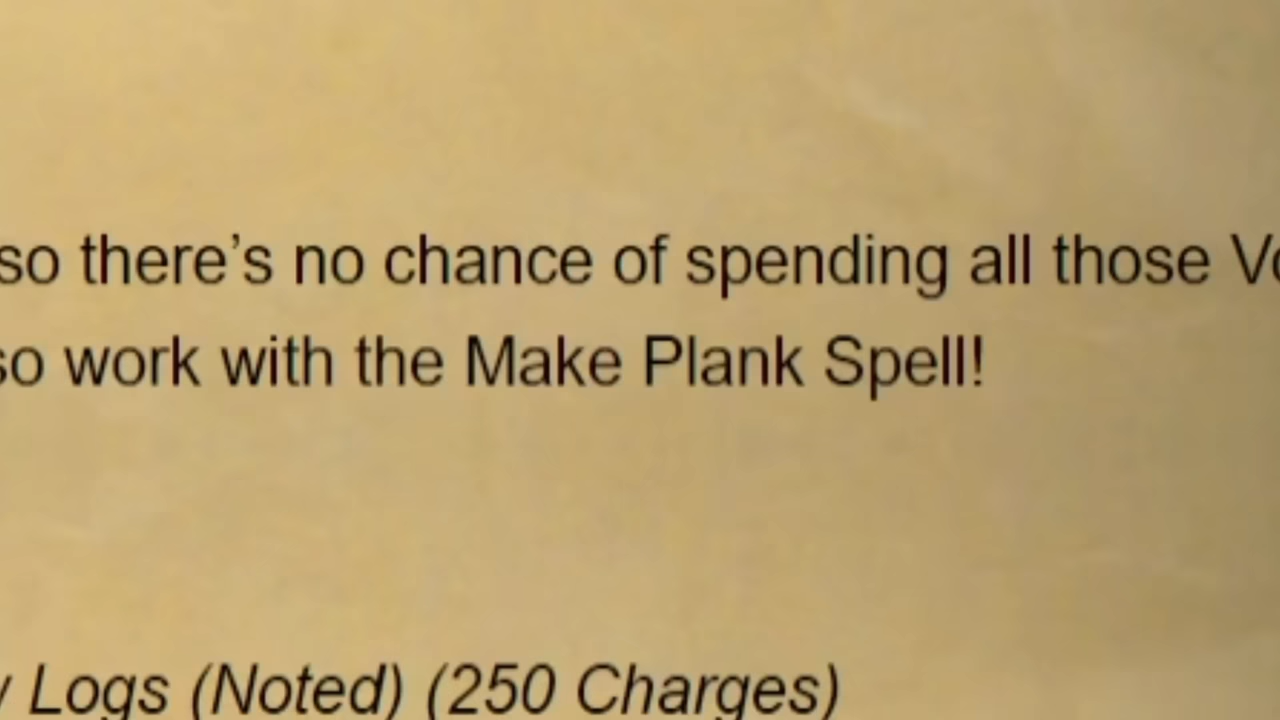 so there’s no chance of spending all those
so work with the Make Plank Spell!
Logs (Noted) (250 Charges)